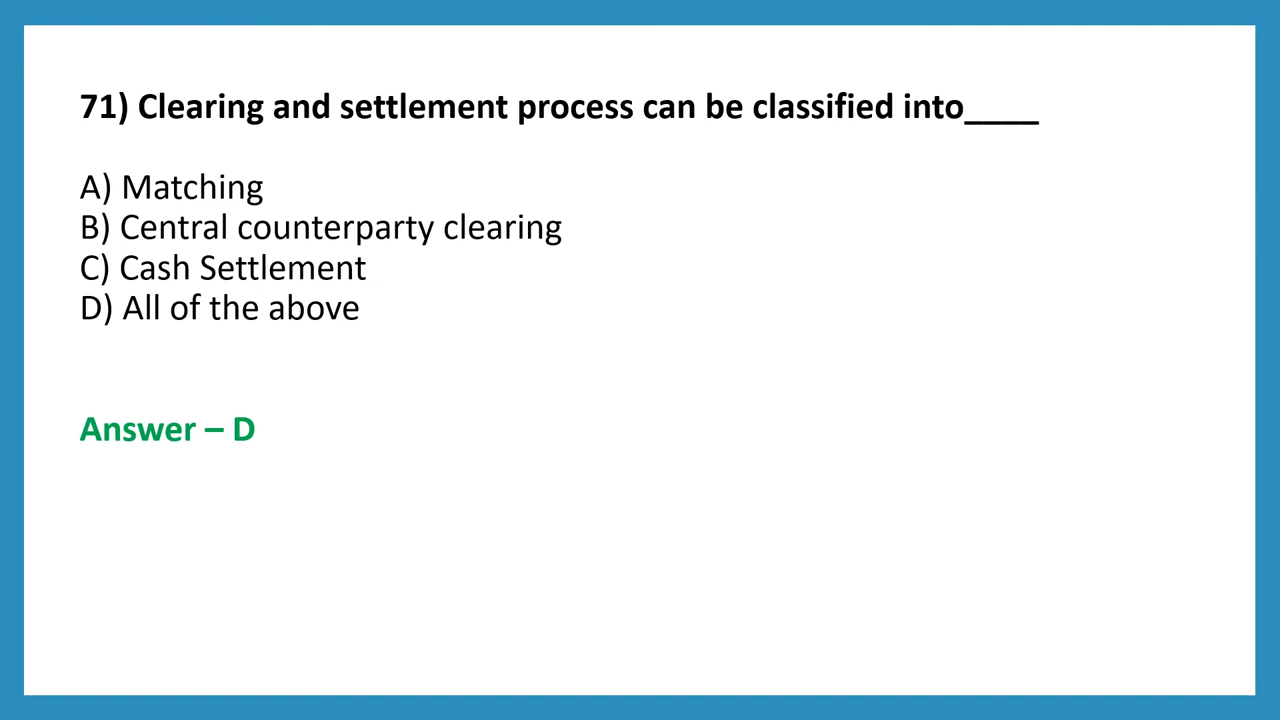 71) Clearing and settlement process can be classified into____
A) Matching
B) Central counterparty clearing
C) Cash Settlement
D) All of the above
Answer – D